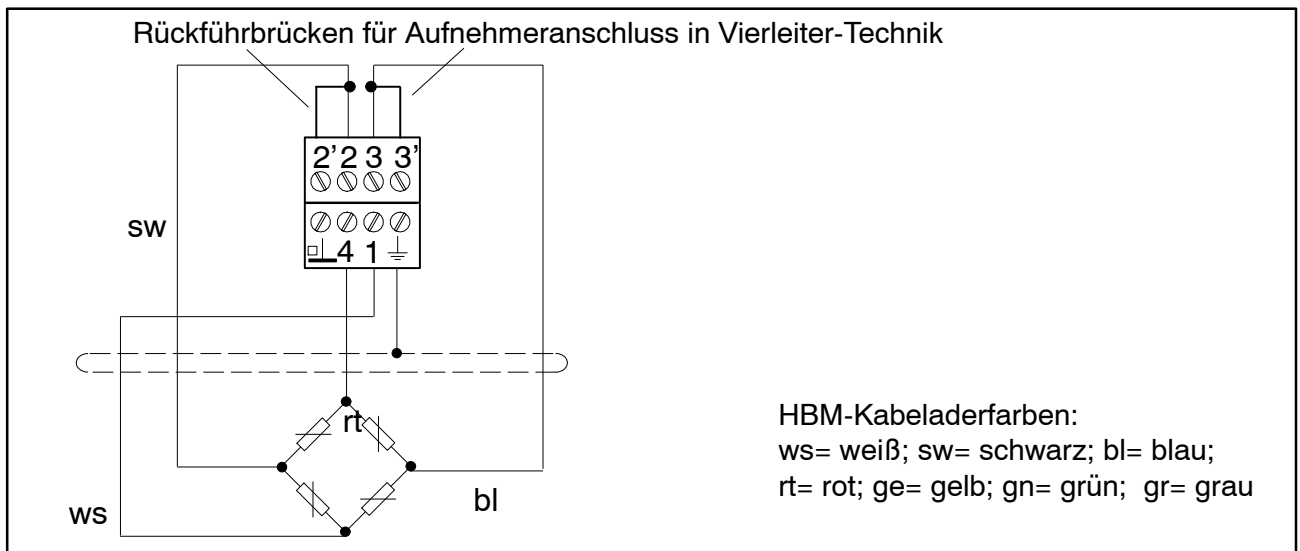 Rückführbrücken für Aufnehmeranschluss in Vierleiter-Technik
2' 2 3 3'
sw
4 1
rt
HBM-Kabeladerfarben:
ws= weiß; sw= schwarz; bl= blau;
rt= rot; ge= gelb; gn= grün; gr= grau
bl
ws